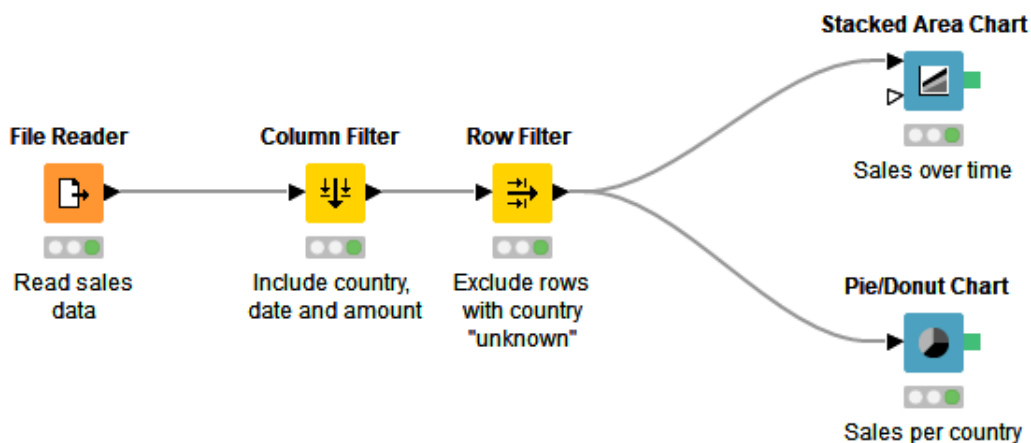 Stacked Area Chart
Sales over time
File Reader
Read sales
data
Column Filter
Include country,
date and amount
Row Filter
Exclude rows
with country
"unknown"
Pie/Donut Chart
Sales per country